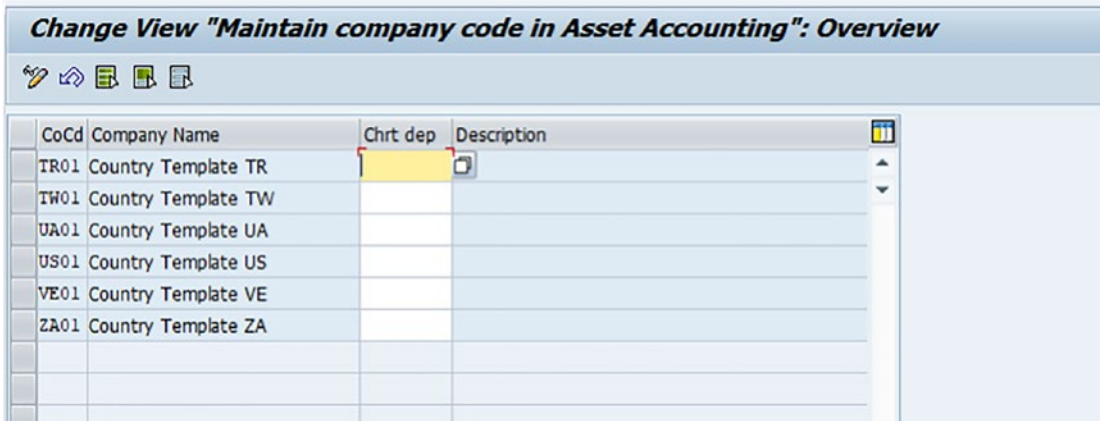 Change View "Maintain company code in Asset Accounting": Overview
CoCd Company Name Chrt dep Description
TR01 Country Template TR
TW01 Country Template TW
UA01 Country Template UA
US01 Country Template US
VE01 Country Template VE
ZA01 Country Template ZA